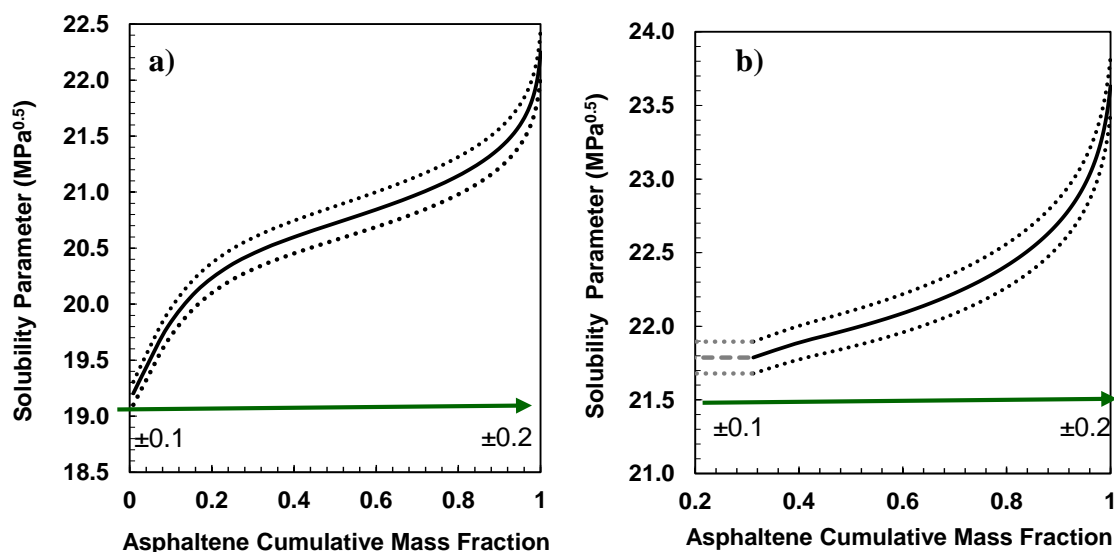 a)
Solubility Parameter (MPa0.5)
22.5
22.0
21.5
21.0
20.5
20.0
19.5
19.0
18.5
±0.1
±0.2
0 0.2 0.4 0.6 0.8 1
Asphaltene Cumulative Mass Fraction
b)
Solubility Parameter (MPa0.5)
24.0
23.5
23.0
22.5
22.0
21.5
21.0
±0.1
±0.2
0.2 0.4 0.6 0.8 1
Asphaltene Cumulative Mass Fraction